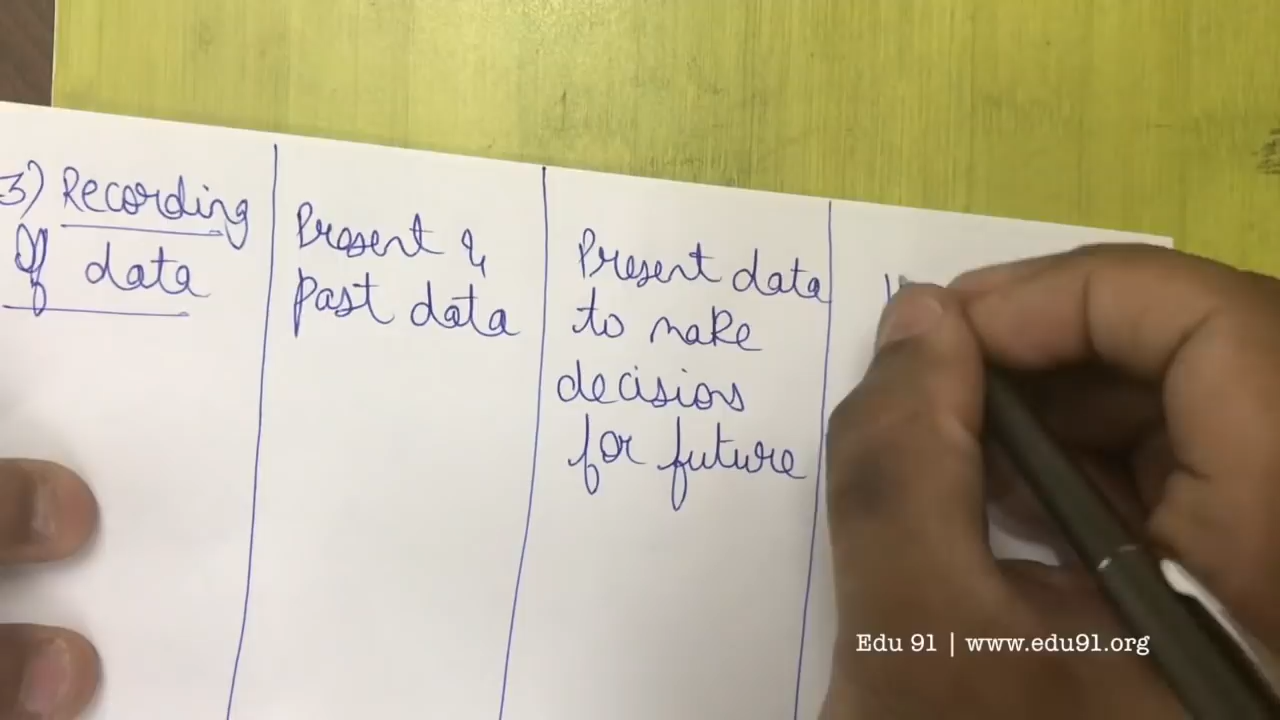 3) Recording
Of data
Present &
Past data
Present data
to make
decisions
for future
Edu 91 | www.edu91.org